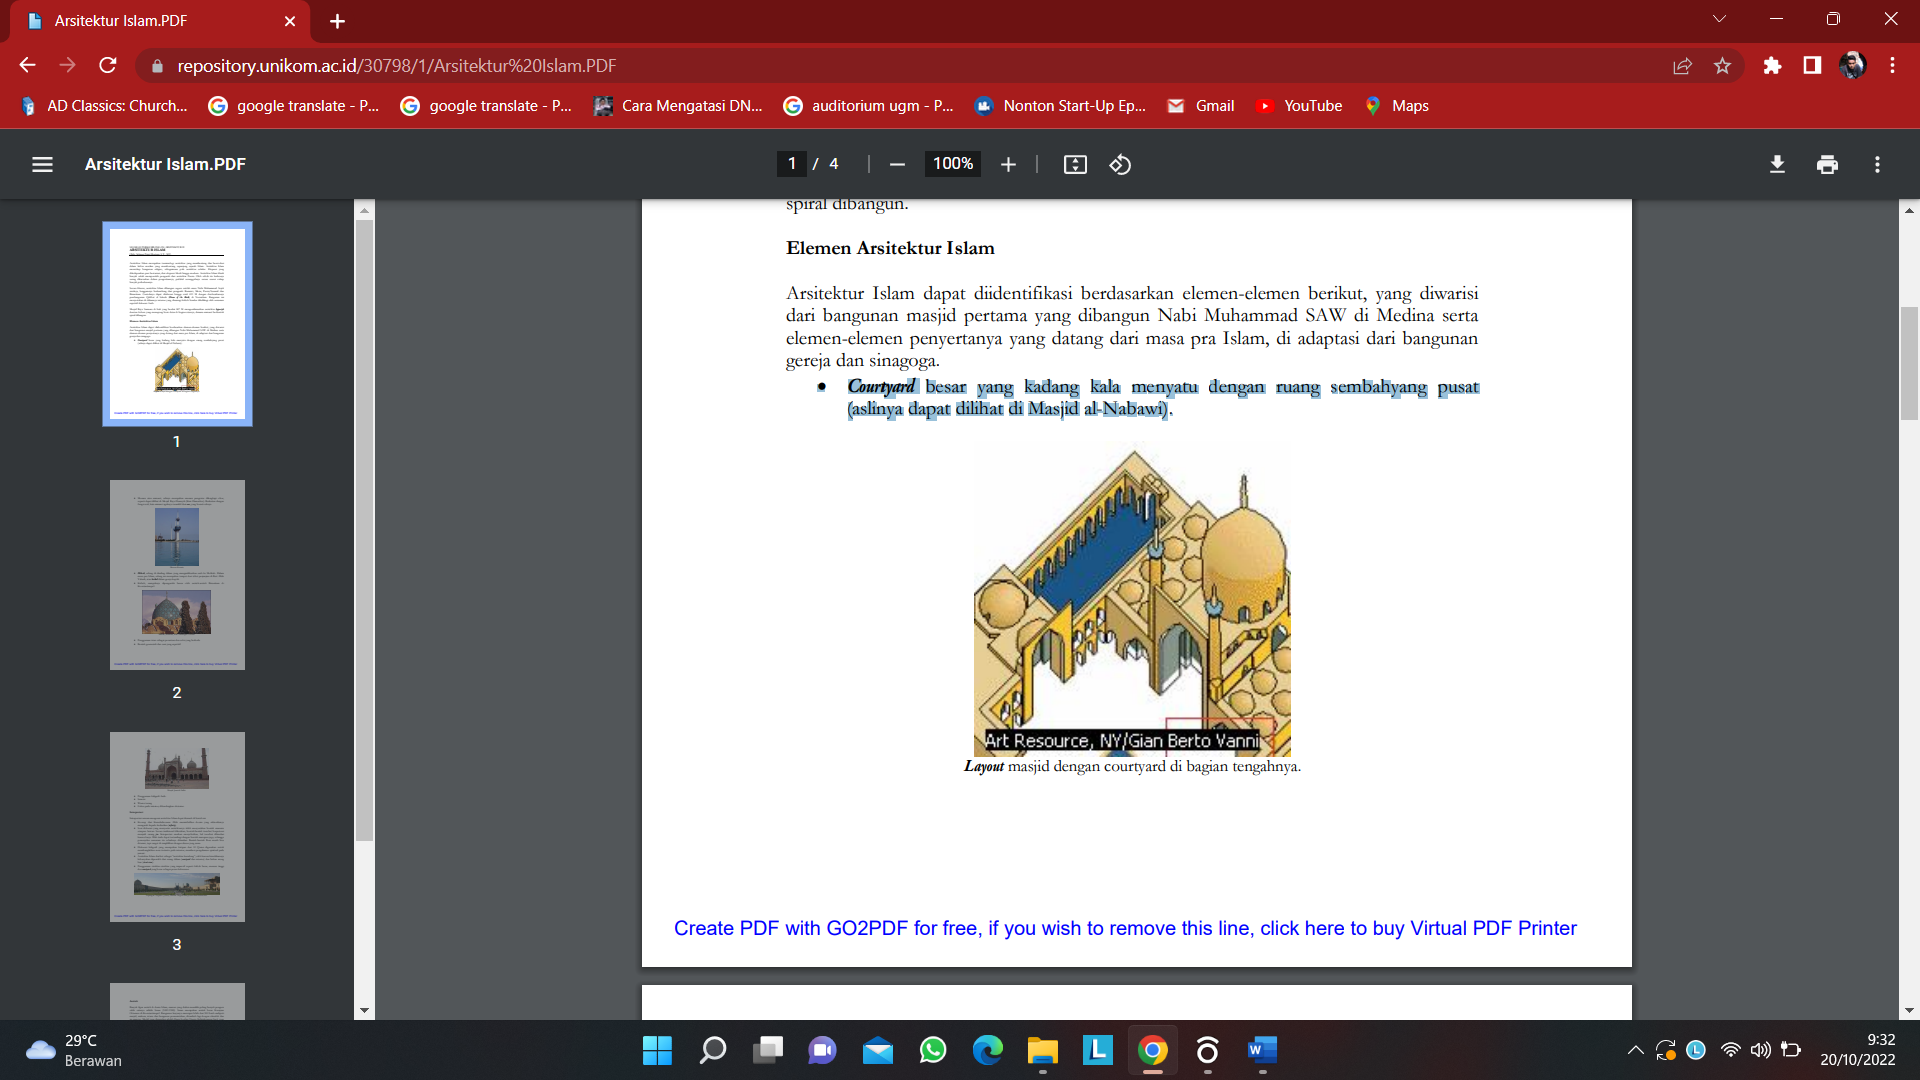 Arsitektur Islam.PDF
repository.unikom.ac.id/30798/1/Arsitektur%20Islam.PDF
AD Classics: Church...
google translate - P...
google translate - P...
Cara Mengatasi DN...
auditorium ugm - P...
Nonton Start-Up Ep...
Gmail
YouTube
Maps
Arsitektur Islam.PDF
1 / 4
100%
1
2
3
spiral dibangun.
Elemen Arsitektur Islam
Arsitektur Islam dapat diidentifikasi berdasarkan elemen-elemen berikut, yang diwarisi
dari bangunan masjid pertama yang dibangun Nabi Muhammad SAW di Medina serta
elemen-elemen penyertanya yang datang dari masa pra Islam, di adaptasi dari bangunan
gereja dan sinagoga.
• Courtyard besar yang kadang kala menyatu dengan ruang sembahyang pusat
(aslinya dapat dilihat di Masjid al-Nabawi).
Art Resource, NY/Gian Berto Vanni
Layout masjid dengan courtyard di bagian tengahnya.
Create PDF with GO2PDF for free, if you wish to remove this line, click here to buy Virtual PDF Printer
29°C
Berawan
9:32
20/10/2022